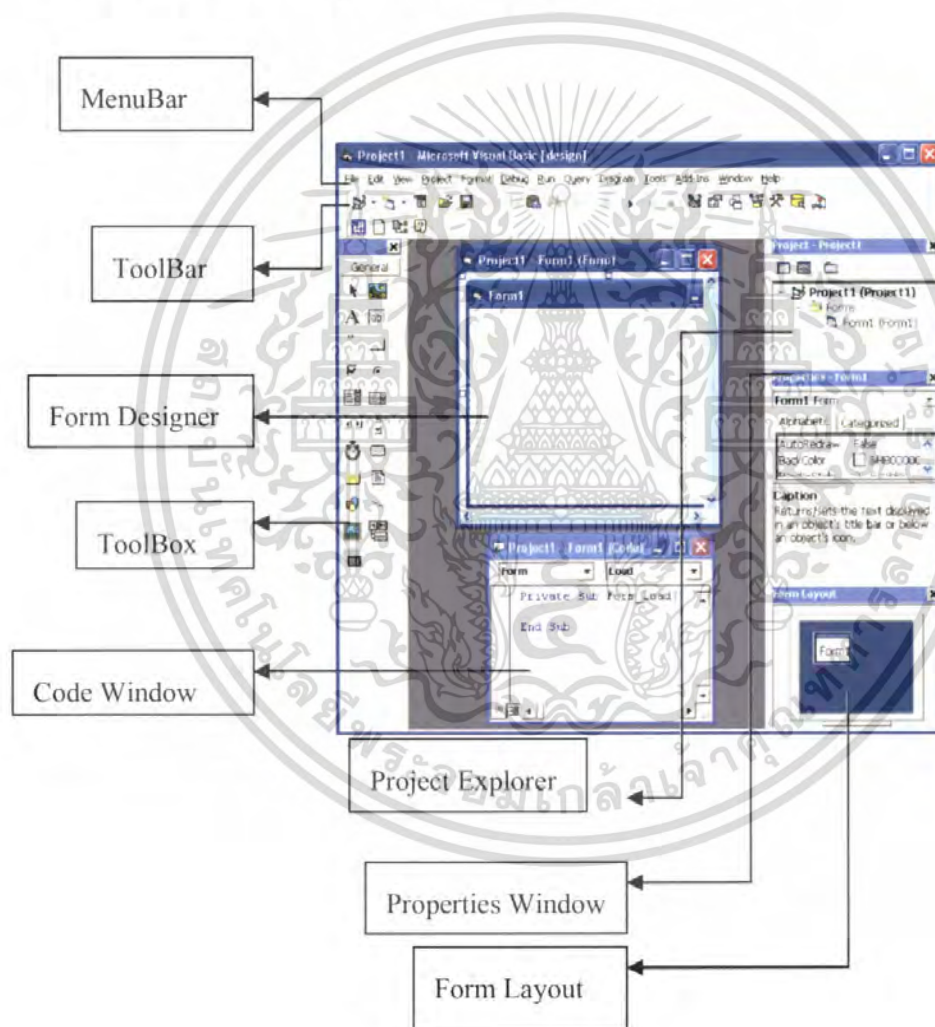 MenuBar
ToolBar
Form Designer
ToolBox
Code Window
Project Explorer
Properties Window
Form Layout
Project1 - Microsoft Visual Basic [design]
File Edit View Project Format Debug Run Query Diagram Tools Add-Ins Window Help
General
Project1 - Form1 (Form)
Form1
Project1 - Form1 (Code)
Form Load
Private Sub Form_Load()
End Sub
Project - Project1
Project1 (Project1)
Forms
Form1 (Form1)
Properties - Form1
Form1 Form
Alphabetic Categorized
AutoRedraw False
BackColor
Caption
Returns/sets the text displayed
in an object's title bar or below
an object's icon.
Form Layout
Form1